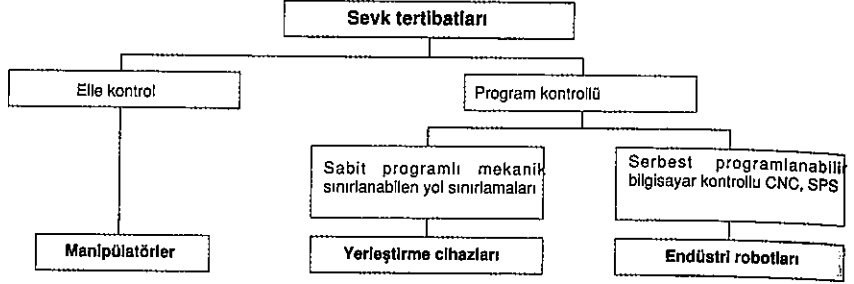 Sevk tertibatları
Elle kontrol
Program kontrollü
Sabit programlı mekanik
sınırlanabilen yol sınırlamaları
Serbest programlanabilir
bilgisayar kontrollu CNC, SPS
Manipülatörler
Yerleştirme cihazları
Endüstri robotları